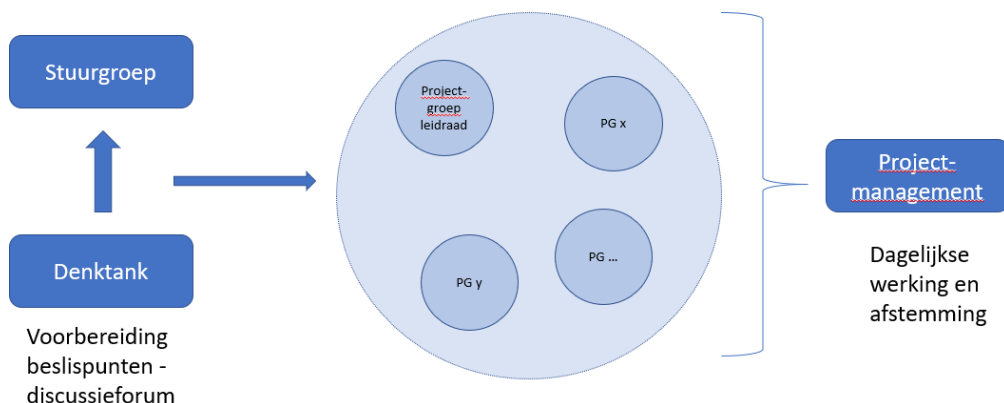 Stuurgroep
Denktank
Voorbereiding
beslispunten -
discussieforum
Project-
groep
leidraad
PG x
PG y
PG ...
Project-
management
Dagelijkse
werking en
afstemming